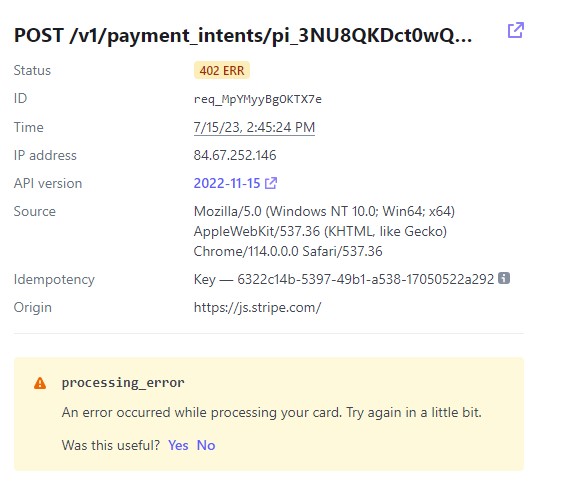 POST /v1/payment_intents/pi_3NU8QKDct0wQ...
Status 402 ERR
ID req_MpYMyyBgOKTX7e
Time 7/15/23, 2:45:24 PM
IP address 84.67.252.146
API version 2022-11-15
Source Mozilla/5.0 (Windows NT 10.0; Win64; x64)
AppleWebKit/537.36 (KHTML, like Gecko)
Chrome/114.0.0.0 Safari/537.36
Idempotency Key — 6322c14b-5397-49b1-a538-17050522a292
Origin https://js.stripe.com/
processing_error
An error occurred while processing your card. Try again in a little bit.
Was this useful? Yes No